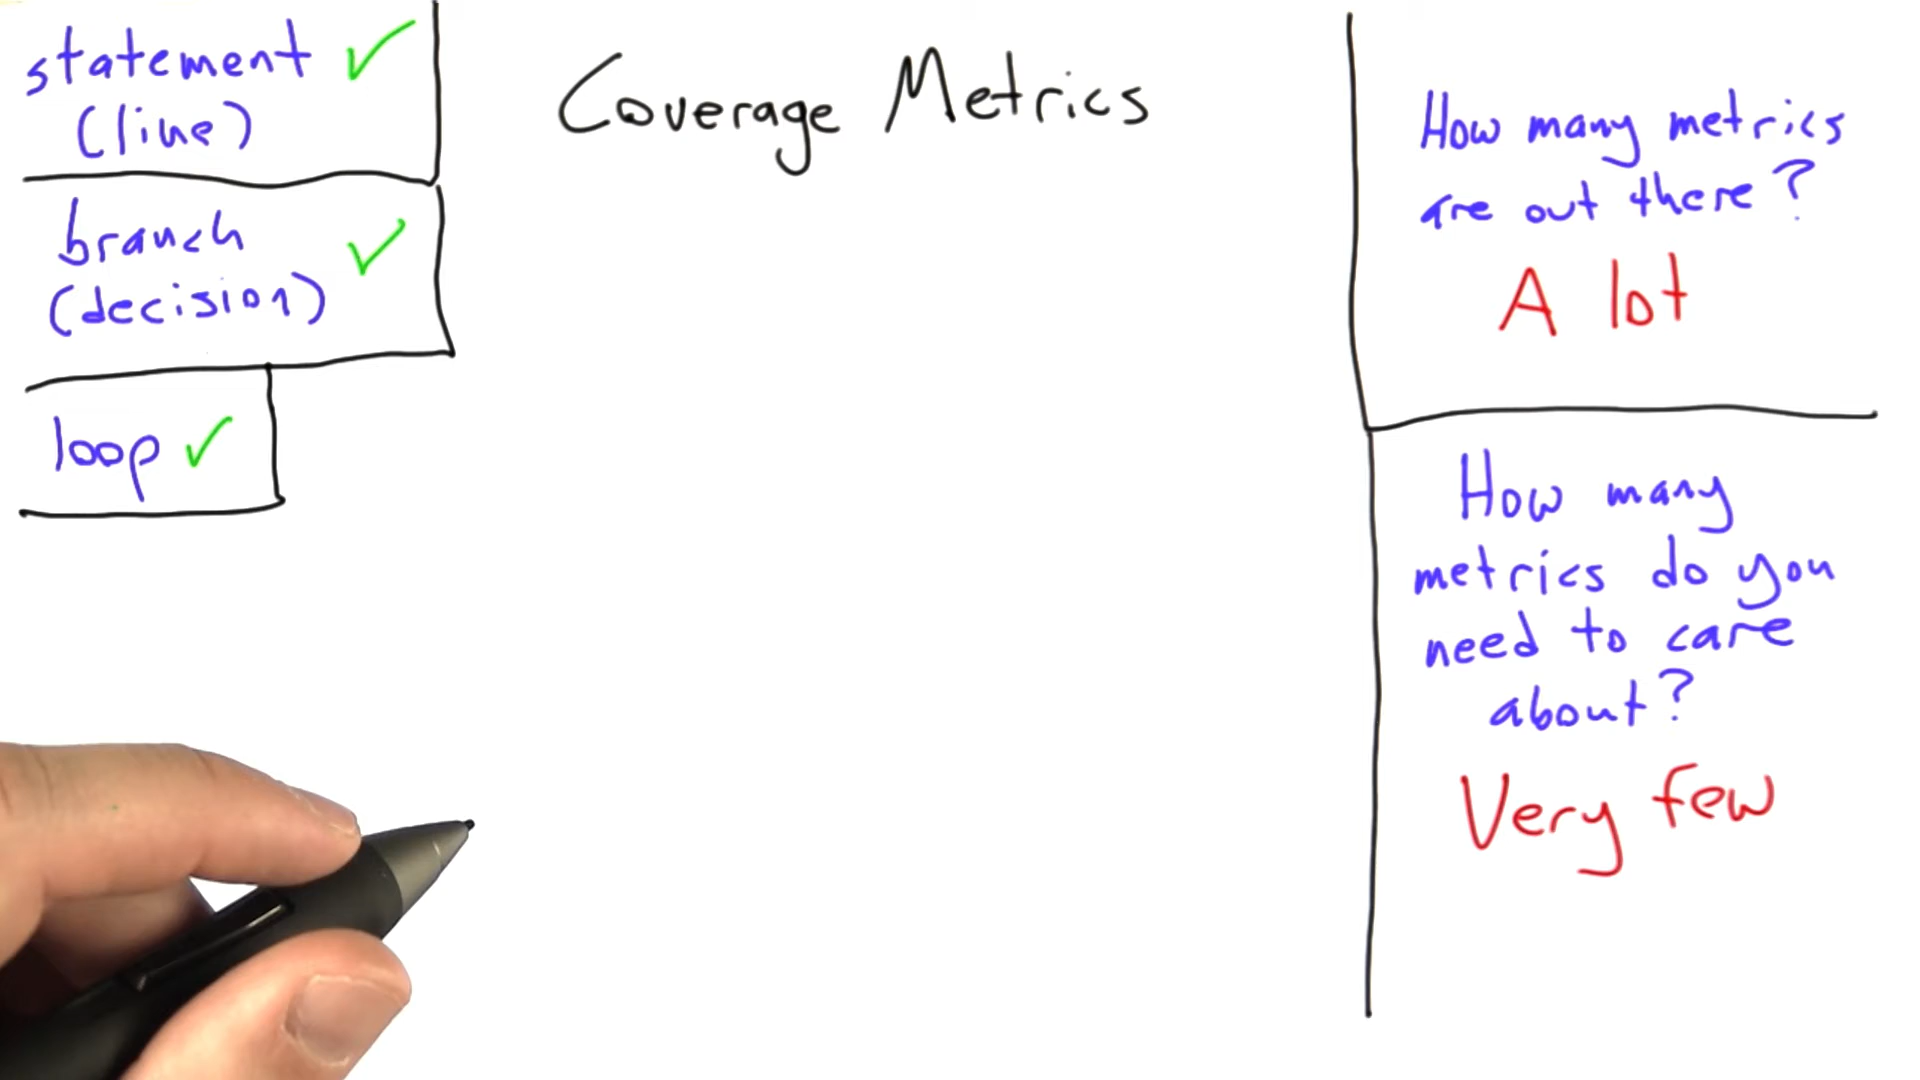 statement
(line)
branch
(decision)
loop
Coverage Metrics
How many metrics
are out there?
A lot
How many
metrics do you
need to care
about?
Very few